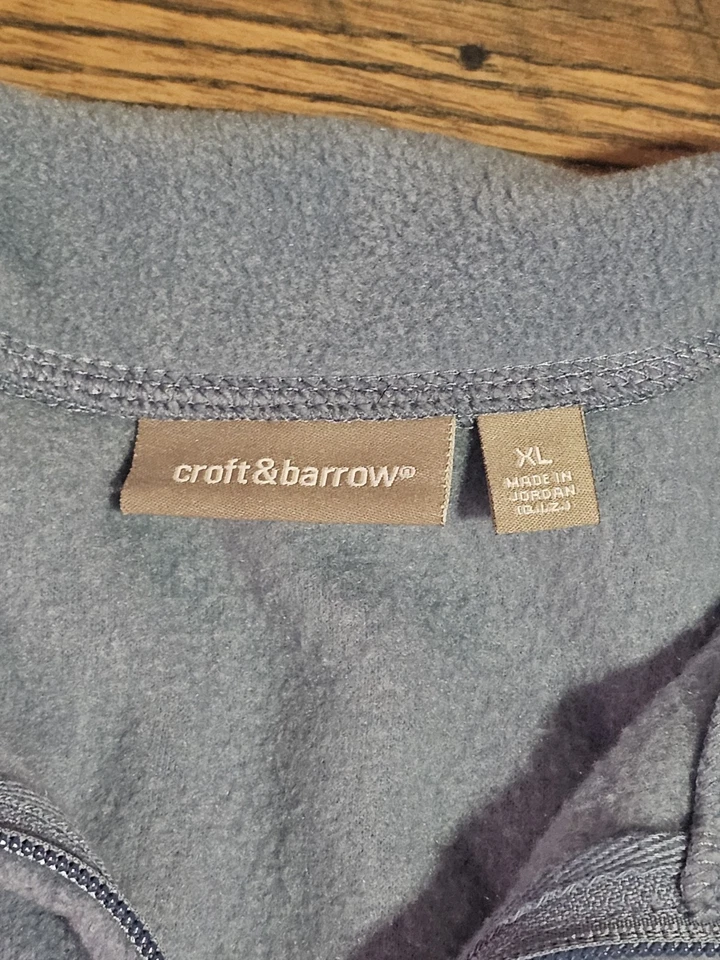 croft&barrow®
XL
MADE IN
JORDAN
(Q.I.Z.)